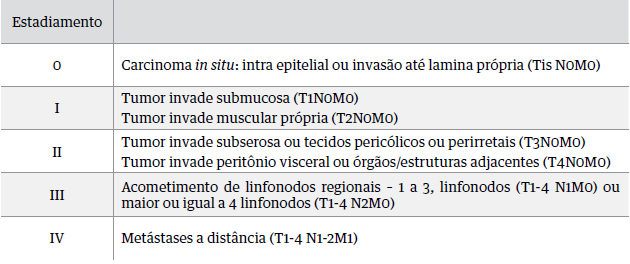 Estadiamento
0 Carcinoma in situ: intra epitelial ou invasão até lamina própria (Tis N0M0)
Tumor invade submucosa (T1N0M0)
I
Tumor invade muscular própria (T2N0M0)
Tumor invade subserosa ou tecidos pericólicos ou perirretais (T3N0M0)
II
Tumor invade peritônio visceral ou órgãos/estruturas adjacentes (T4N0M0)
Acometimento de linfonodos regionais – 1 a 3, linfonodos (T1-4 N1M0) ou
III
maior ou igual a 4 linfonodos (T1-4 N2M0)
IV Metástases a distância (T1-4 N1-2M1)